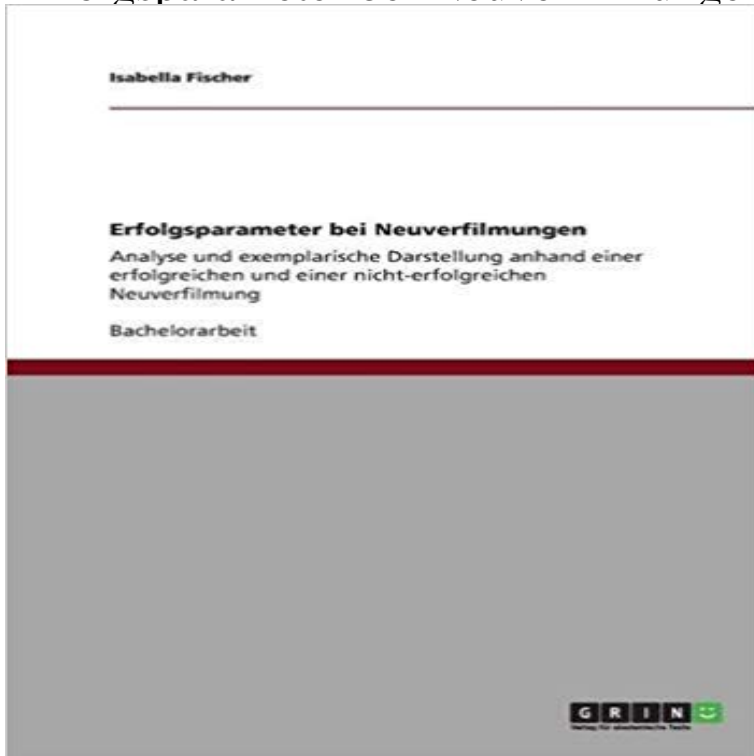 Isabella Fischer
Erfolgsparameter bei Neuverfilmungen
Analyse und exemplarische Darstellung anhand einer
erfolgreichen und einer nicht-erfolgreichen
Neuverfilmung
Bachelorarbeit
GRIN